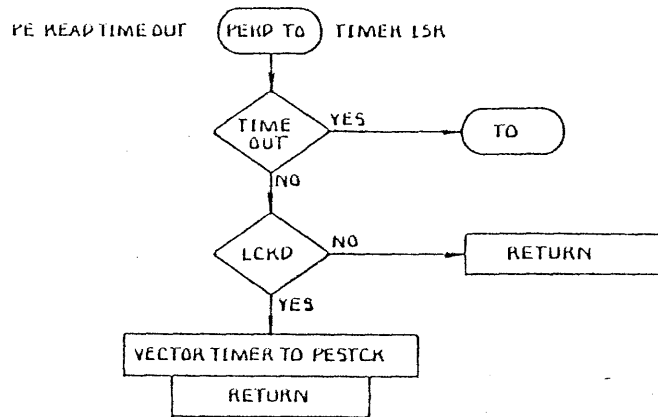 PE READ TIME OUT
PERD TO
TIMER ISR
TIME
OUT
YES
TO
NO
LCKD
NO
RETURN
YES
VECTOR TIMER TO PESTCK
RETURN